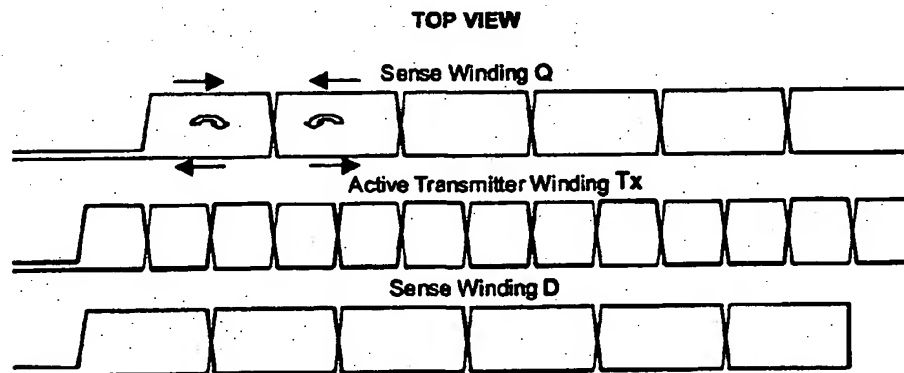 TOP VIEW
Sense Winding Q
Active Transmitter Winding Tx
Sense Winding D